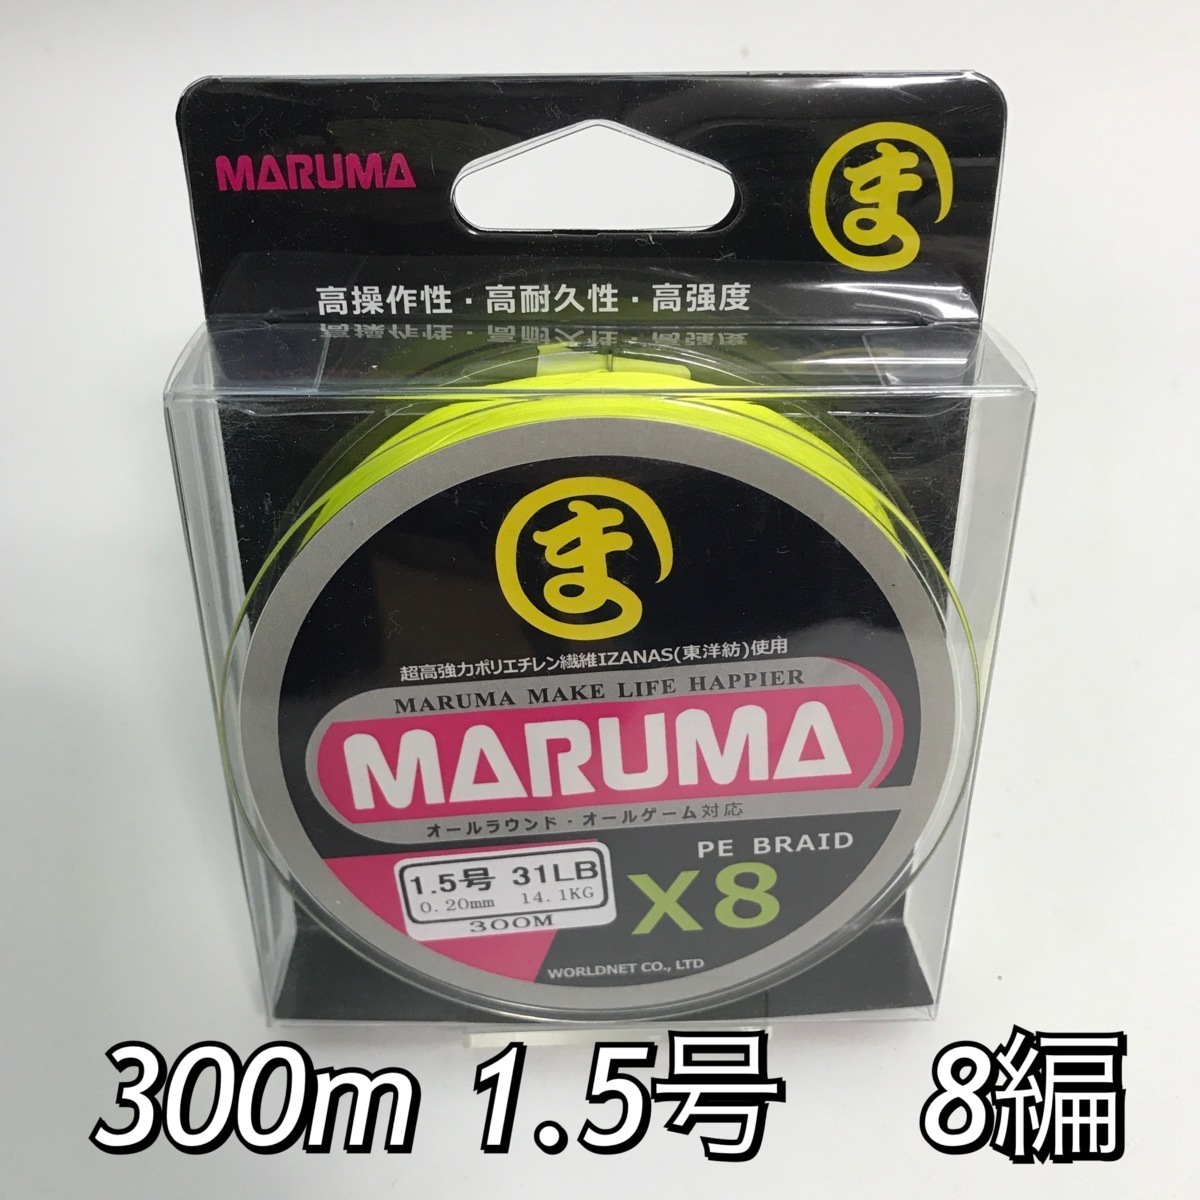 MARUMA
ま
高操作性・高耐久性・高强度
ま
超高強力ポリエチレン繊維IZANAS(東洋紡)使用
MARUMA MAKE LIFE HAPPIER
MARUMA
オールラウンド・オールゲーム対応
PE BRAID
X8
1.5号 31LB
0.20mm 14.1KG
300M
WORLDNET CO., LTD
300m 1.5号 8編